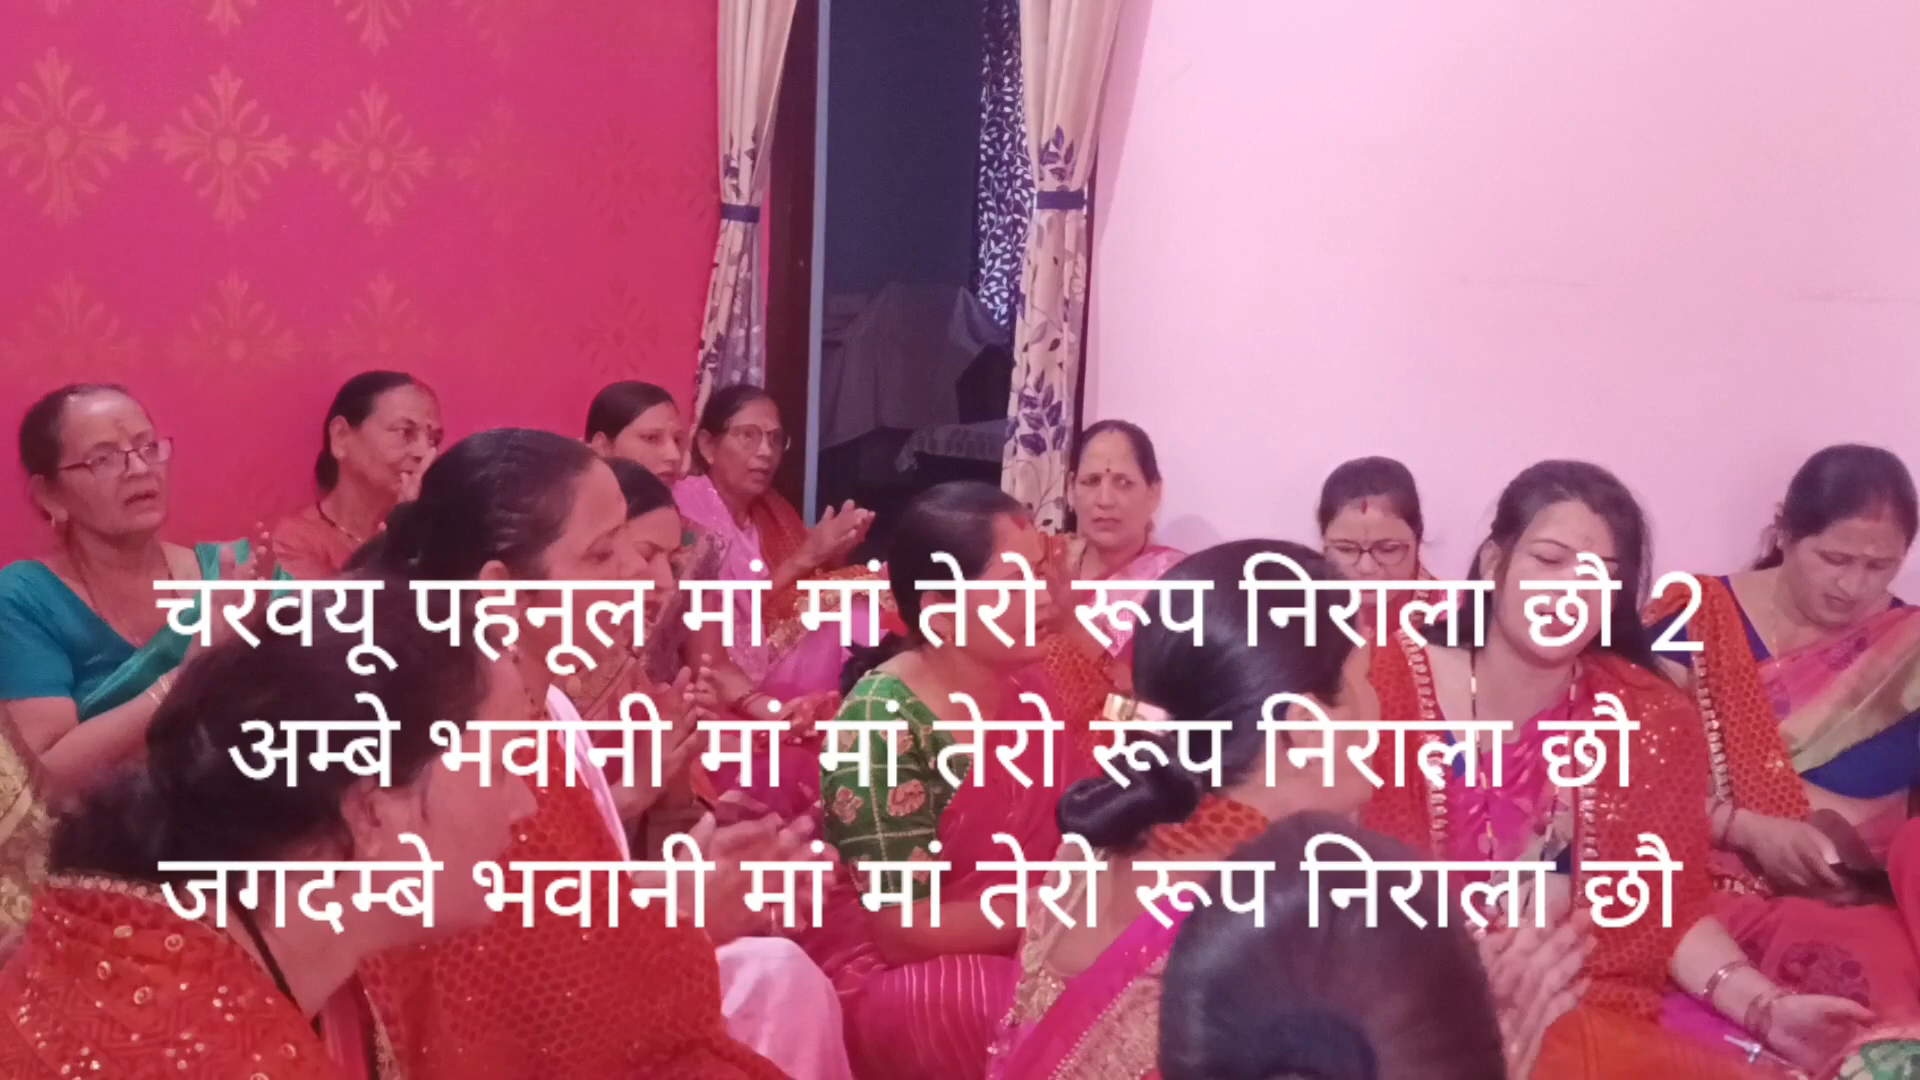 चरवयू पहनूल मां मां तेरो रूप निराला छौ 2
अम्बे भवानी मां मां तेरो रूप निराला छौ
जगदम्बे भवानी मां मां तेरो रूप निराला छौ